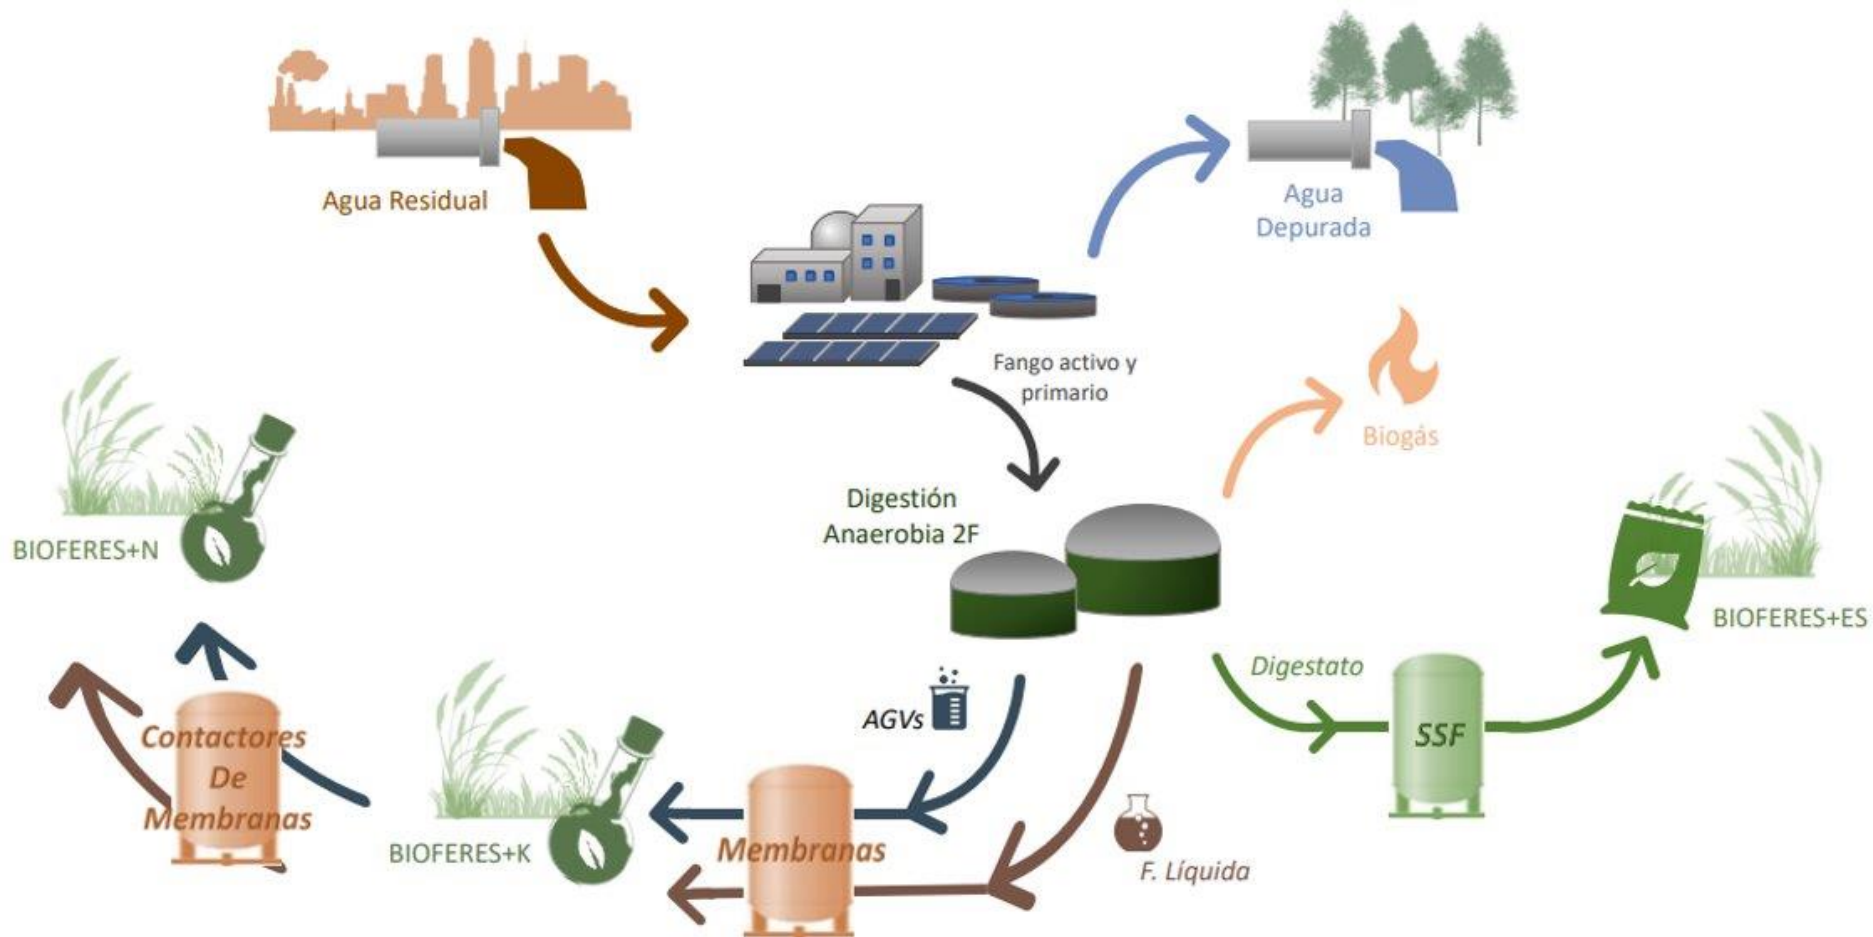 Agua Residual
Agua
Depurada
Fango activo y
primario
Biogás
Digestión
Anaerobia 2F
BIOFERES+N
BIOFERES+ES
Digestato
SSF
AGVs
Contactores
De
Membranas
BIOFERES+K
Membranas
F. Líquida